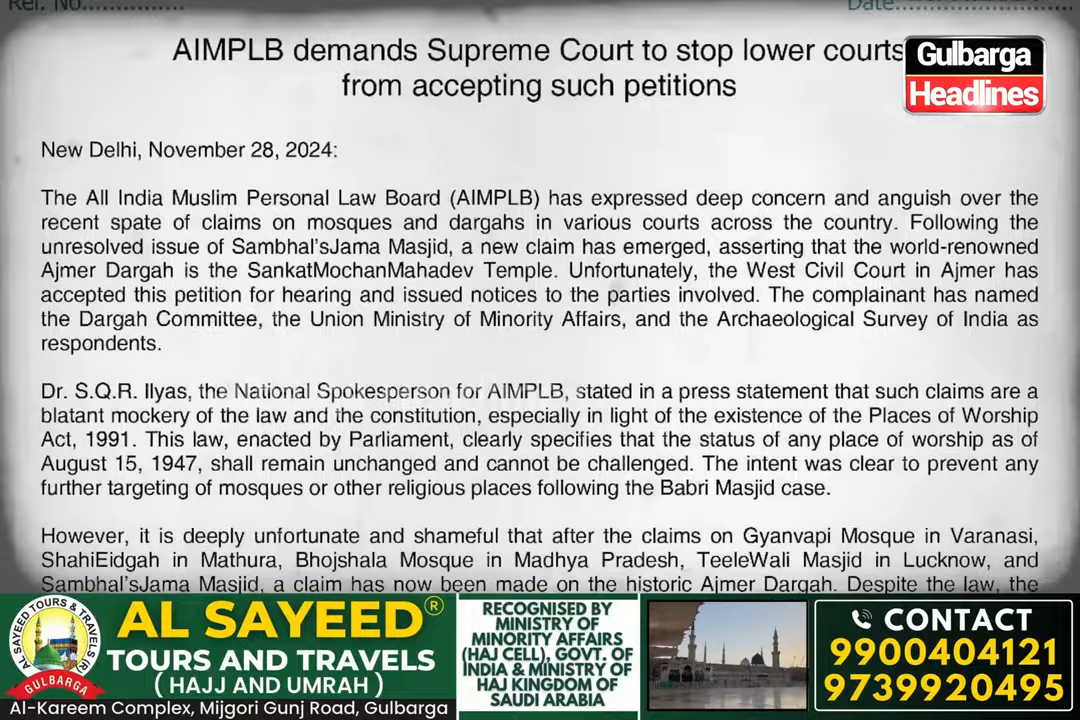 Ref. No.
Date:
AIMPLB demands Supreme Court to stop lower courts
from accepting such petitions
Gulbarga
Headlines
New Delhi, November 28, 2024:
The All India Muslim Personal Law Board (AIMPLB) has expressed deep concern and anguish over the
recent spate of claims on mosques and dargahs in various courts across the country. Following the
unresolved issue of Sambhal'sJama Masjid, a new claim has emerged, asserting that the world-renowned
Ajmer Dargah is the SankatMochanMahadev Temple. Unfortunately, the West Civil Court in Ajmer has
accepted this petition for hearing and issued notices to the parties involved. The complainant has named
the Dargah Committee, the Union Ministry of Minority Affairs, and the Archaeological Survey of India as
respondents.
Dr. S.Q.R. Ilyas, the National Spokesperson for AIMPLB, stated in a press statement that such claims are a
blatant mockery of the law and the constitution, especially in light of the existence of the Places of Worship
Act, 1991. This law, enacted by Parliament, clearly specifies that the status of any place of worship as of
August 15, 1947, shall remain unchanged and cannot be challenged. The intent was clear to prevent any
further targeting of mosques or other religious places following the Babri Masjid case.
However, it is deeply unfortunate and shameful that after the claims on Gyanvapi Mosque in Varanasi,
ShahiEidgah in Mathura, Bhojshala Mosque in Madhya Pradesh, TeeleWali Masjid in Lucknow, and
Sambhal'sJama Masjid, a claim has now been made on the historic Ajmer Dargah. Despite the law, the
AL SAYEED TOURS & TRAVELS (R)
GULBARGA
AL SAYEED®
TOURS AND TRAVELS
( HAJJ AND UMRAH )
Al-Kareem Complex, Mijgori Gunj Road, Gulbarga
RECOGNISED BY
MINISTRY OF
MINORITY AFFAIRS
(HAJ CELL), GOVT. OF
INDIA & MINISTRY OF
HAJ KINGDOM OF
SAUDI ARABIA
CONTACT
9900404121
9739920495